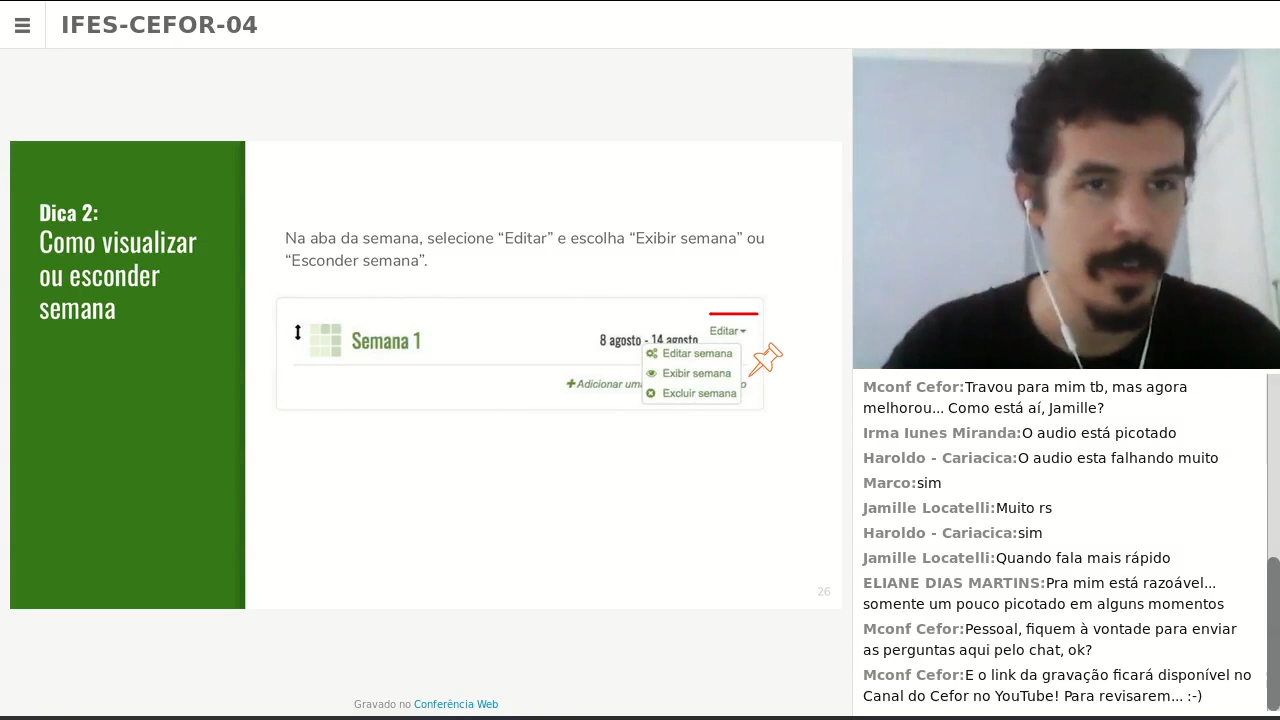 IFES-CEFOR-04
Dica 2:
Como visualizar
ou esconder
semana
Na aba da semana, selecione “Editar” e escolha “Exibir semana” ou
“Esconder semana”.
Semana 1
8 agosto - 14 agosto
Editar
Editar semana
Exibir semana
Excluir semana
Adicionar uma
o
26
Gravado no Conferência Web
Mconf Cefor:Travou para mim tb, mas agora
melhorou... Como está aí, Jamille?
Irma Iunes Miranda:O audio está picotado
Haroldo - Cariacica:O audio esta falhando muito
Marco:sim
Jamille Locatelli:Muito rs
Haroldo - Cariacica:sim
Jamille Locatelli:Quando fala mais rápido
ELIANE DIAS MARTINS:Pra mim está razoável...
somente um pouco picotado em alguns momentos
Mconf Cefor:Pessoal, fiquem à vontade para enviar
as perguntas aqui pelo chat, ok?
Mconf Cefor:E o link da gravação ficará disponível no
Canal do Cefor no YouTube! Para revisarem... :-)